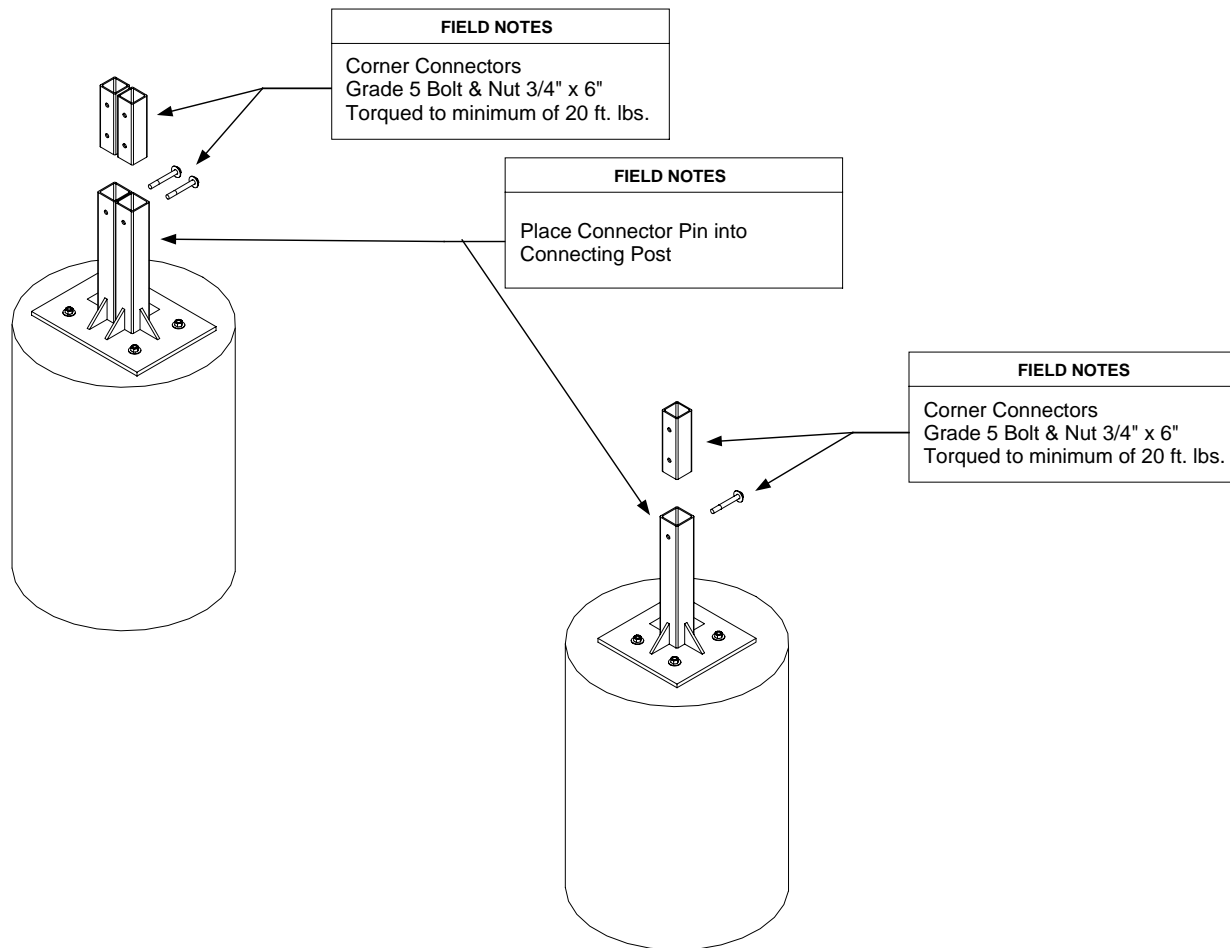 FIELD NOTES
Corner Connectors
Grade 5 Bolt & Nut 3/4" x 6"
Torqued to minimum of 20 ft. lbs.
FIELD NOTES
Place Connector Pin into
Connecting Post
FIELD NOTES
Corner Connectors
Grade 5 Bolt & Nut 3/4" x 6"
Torqued to minimum of 20 ft. lbs.